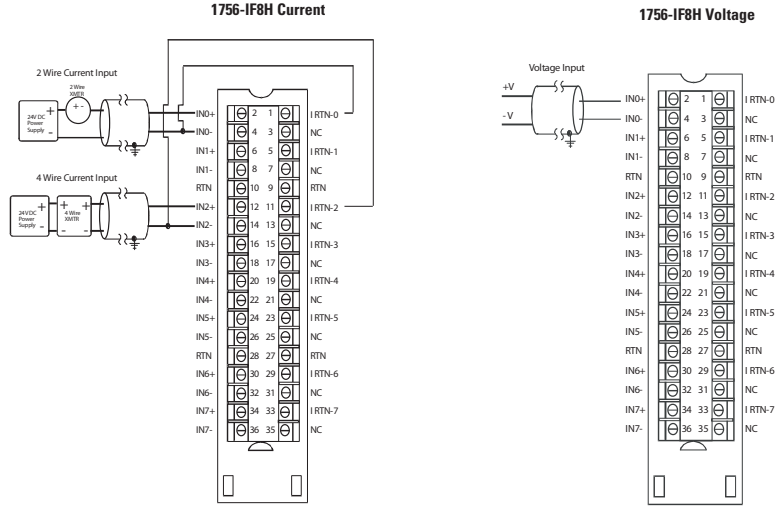 1756-IF8H Current
1756-IF8H Voltage
2 Wire Current Input
2 Wire
XMTR
+ -
24V DC
Power
Supply
+
-
4 Wire Current Input
24VDC
Power
Supply
+
-
4 Wire
XMTR
+ +
- -
IN0+ 2 1 I RTN-0
IN0- 4 3 NC
IN1+ 6 5 I RTN-1
IN1- 8 7 NC
RTN 10 9 RTN
IN2+ 12 11 I RTN-2
IN2- 14 13 NC
IN3+ 16 15 I RTN-3
IN3- 18 17 NC
IN4+ 20 19 I RTN-4
IN4- 22 21 NC
IN5+ 24 23 I RTN-5
IN5- 26 25 NC
RTN 28 27 RTN
IN6+ 30 29 I RTN-6
IN6- 32 31 NC
IN7+ 34 33 I RTN-7
IN7- 36 35 NC
Voltage Input
+V
- V
IN0+ 2 1 I RTN-0
IN0- 4 3 NC
IN1+ 6 5 I RTN-1
IN1- 8 7 NC
RTN 10 9 RTN
IN2+ 12 11 I RTN-2
IN2- 14 13 NC
IN3+ 16 15 I RTN-3
IN3- 18 17 NC
IN4+ 20 19 I RTN-4
IN4- 22 21 NC
IN5+ 24 23 I RTN-5
IN5- 26 25 NC
RTN 28 27 RTN
IN6+ 30 29 I RTN-6
IN6- 32 31 NC
IN7+ 34 33 I RTN-7
IN7- 36 35 NC